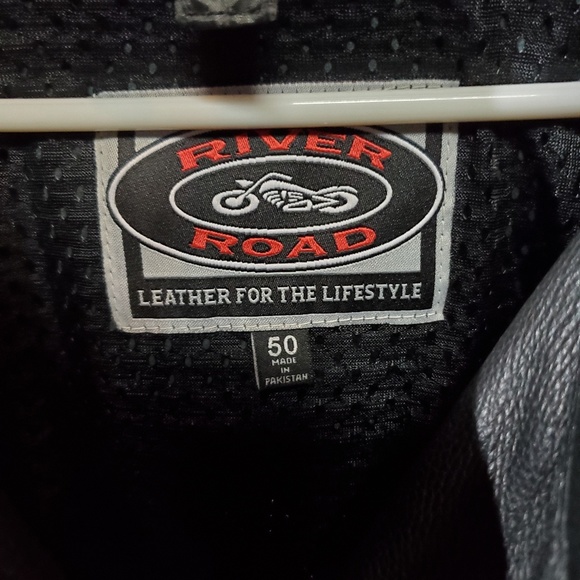 RIVER
ROAD
LEATHER FOR THE LIFESTYLE
50
MADE
IN
PAKISTAN